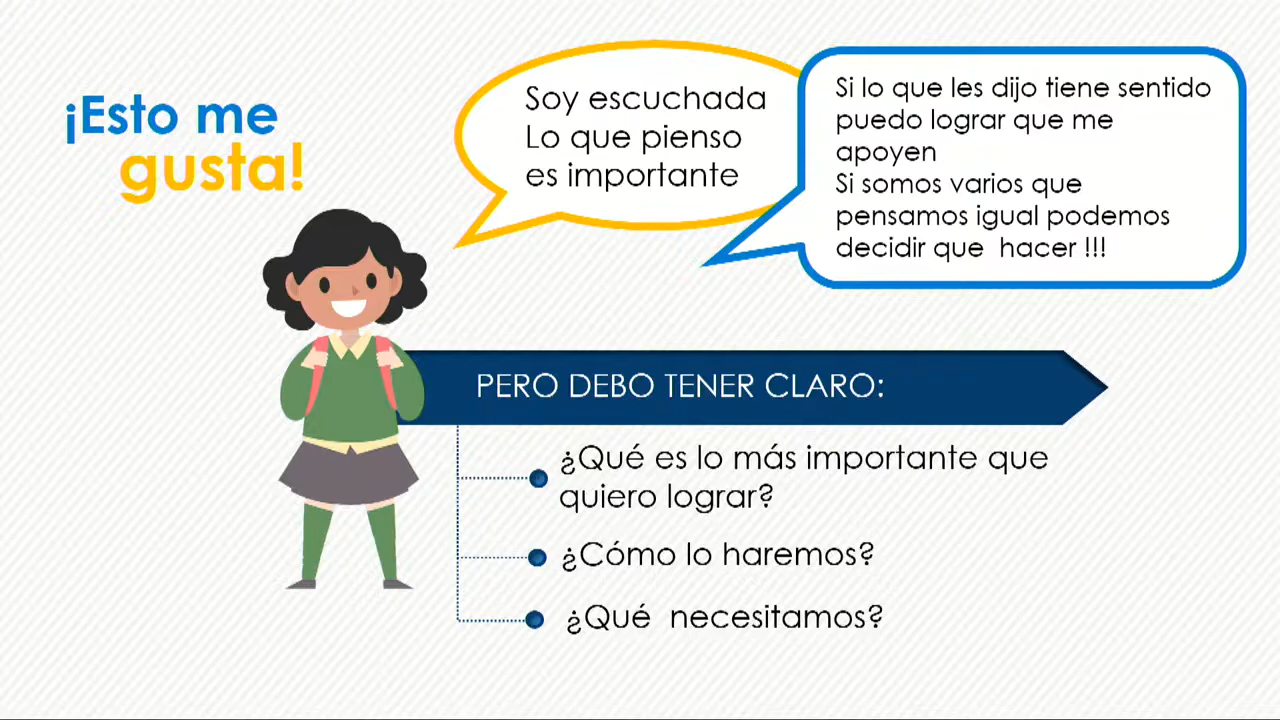 ¡Esto me
gusta!
Soy escuchada
Lo que pienso
es importante
Si lo que les dijo tiene sentido
puedo lograr que me
apoyen
Si somos varios que
pensamos igual podemos
decidir que  hacer !!!
PERO DEBO TENER CLARO:
¿Qué es lo más importante que
quiero lograr?
¿Cómo lo haremos?
¿Qué  necesitamos?